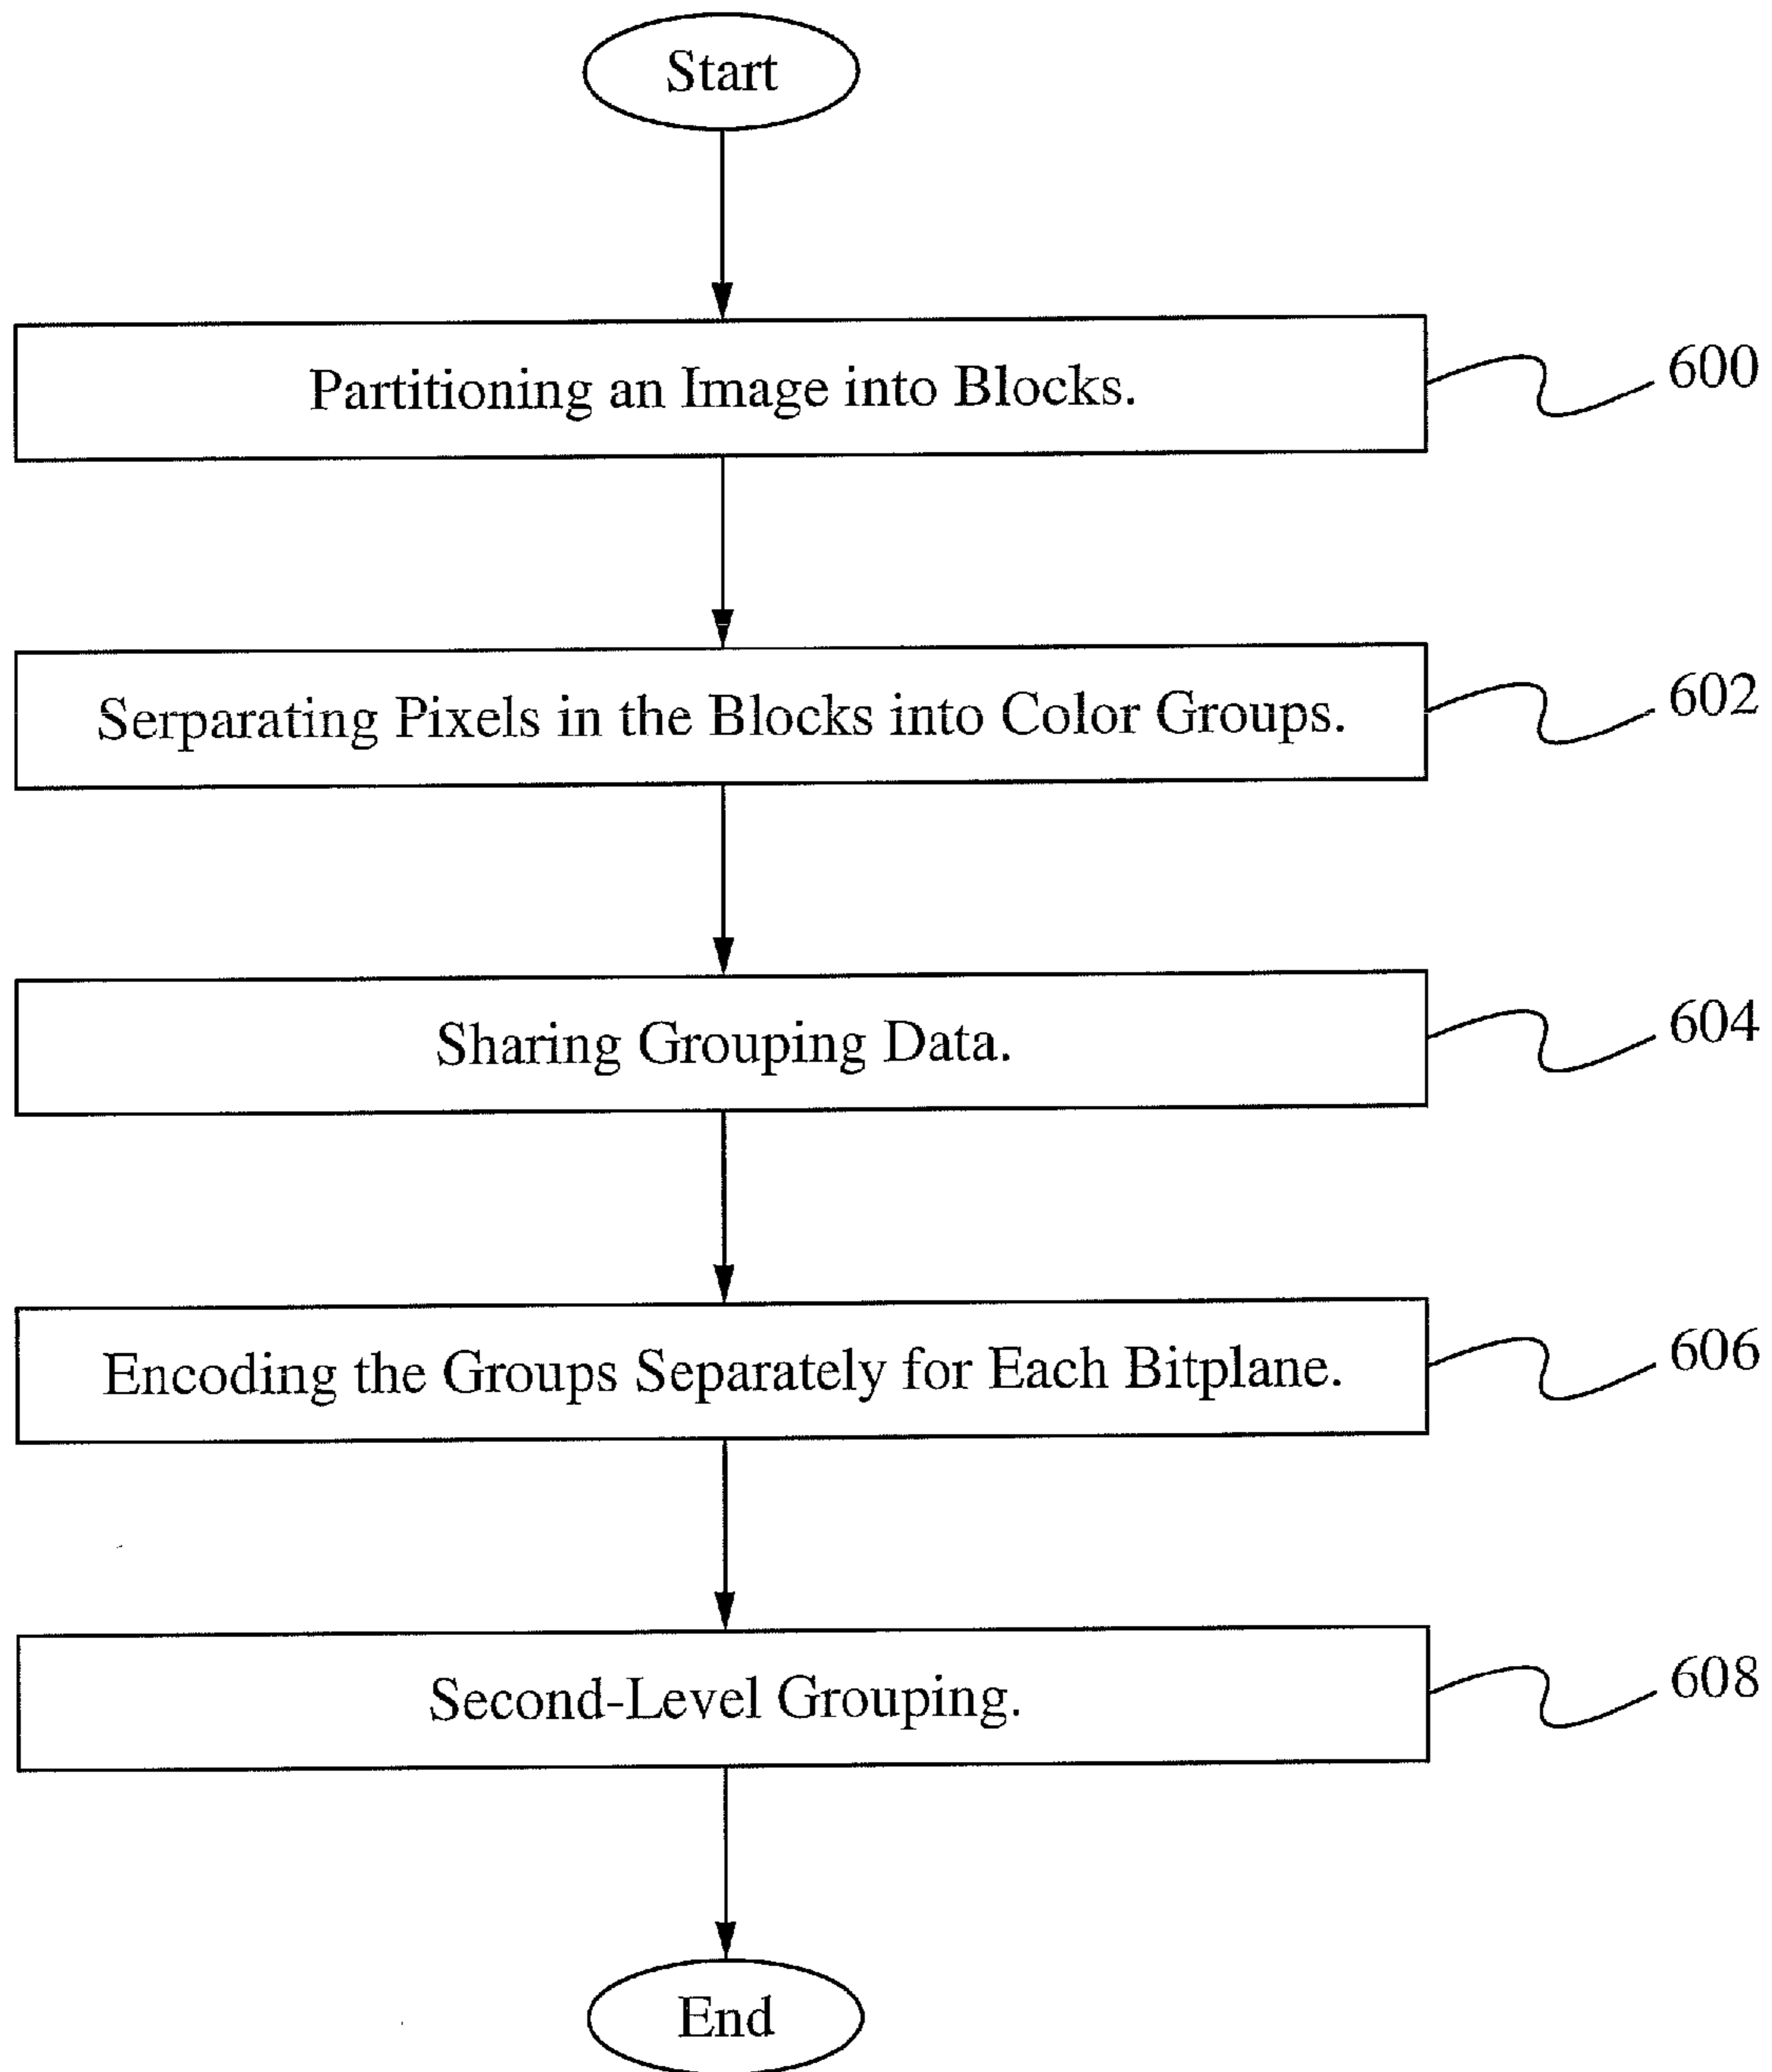 Start
Partitioning an Image into Blocks.
600
Serparating Pixels in the Blocks into Color Groups.
602
Sharing Grouping Data.
604
Encoding the Groups Separately for Each Bitplane.
606
Second-Level Grouping.
608
End